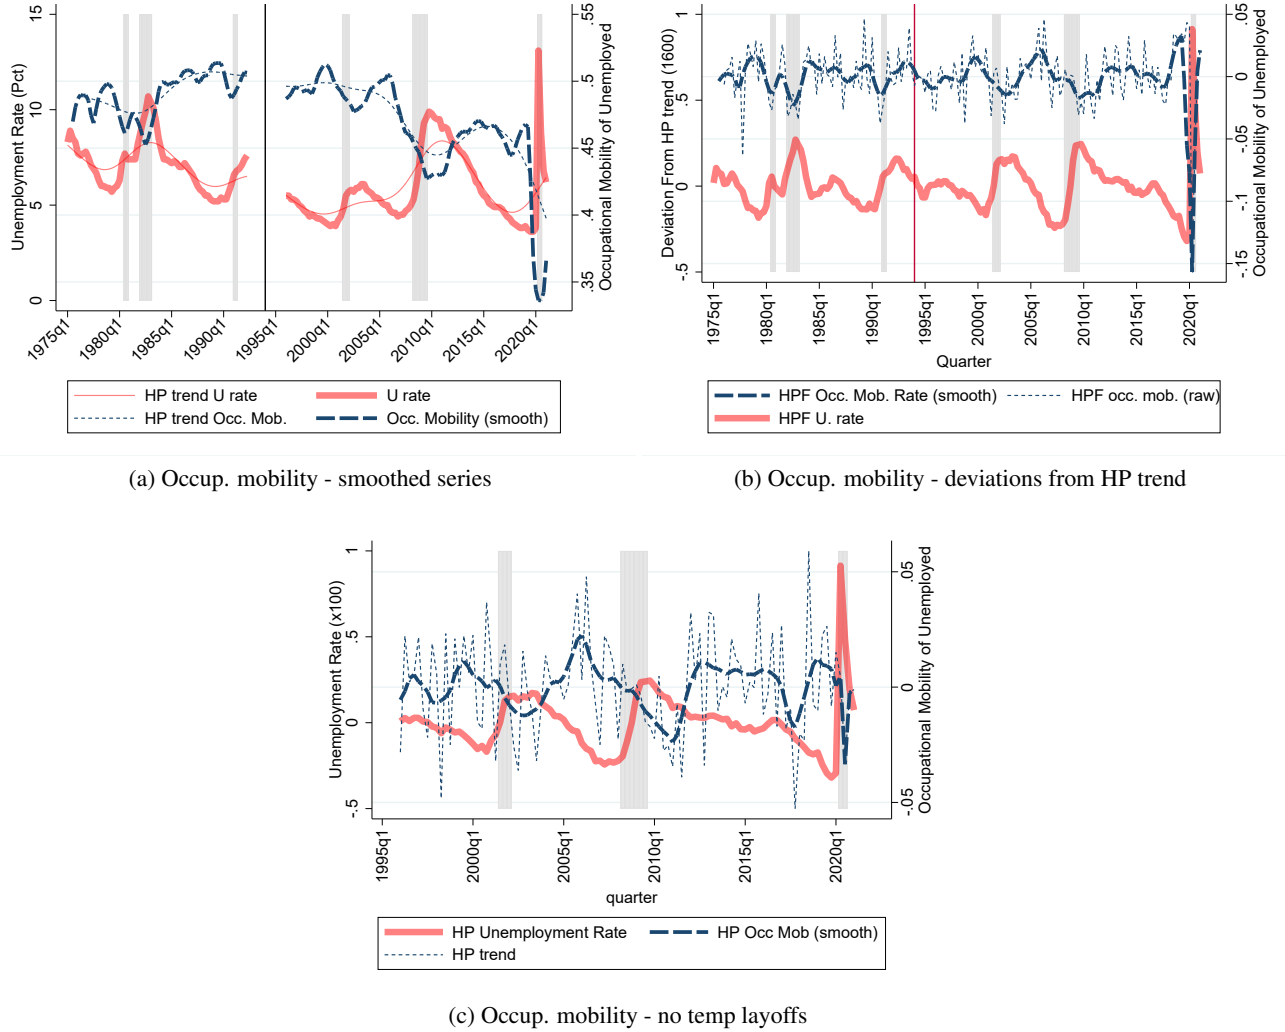 15
10
5
0
Unemployment Rate (Pct)
.55
.5
.45
.4
.35
Occupational Mobility of Unemployed
1975q1
1980q1
1985q1
1990q1
1995q1
2000q1
2005q1
2010q1
2015q1
2020q1
HP trend U rate
U rate
HP trend Occ. Mob.
Occ. Mobility (smooth)
(a) Occup. mobility - smoothed series
1
.5
0
-.5
Deviation From HP trend (1600)
.05
0
-.05
-.1
-.15
Occupational Mobility of Unemployed
1975q1
1980q1
1985q1
1990q1
1995q1
2000q1
2005q1
2010q1
2015q1
2020q1
Quarter
HPF Occ. Mob. Rate (smooth)
HPF occ. mob. (raw)
HPF U. rate
(b) Occup. mobility - deviations from HP trend
1
.5
0
-.5
Unemployment Rate (x100)
.05
0
-.05
Occupational Mobility of Unemployed
1995q1
2000q1
2005q1
2010q1
2015q1
2020q1
quarter
HP Unemployment Rate
HP Occ Mob (smooth)
HP trend
(c) Occup. mobility - no temp layoffs